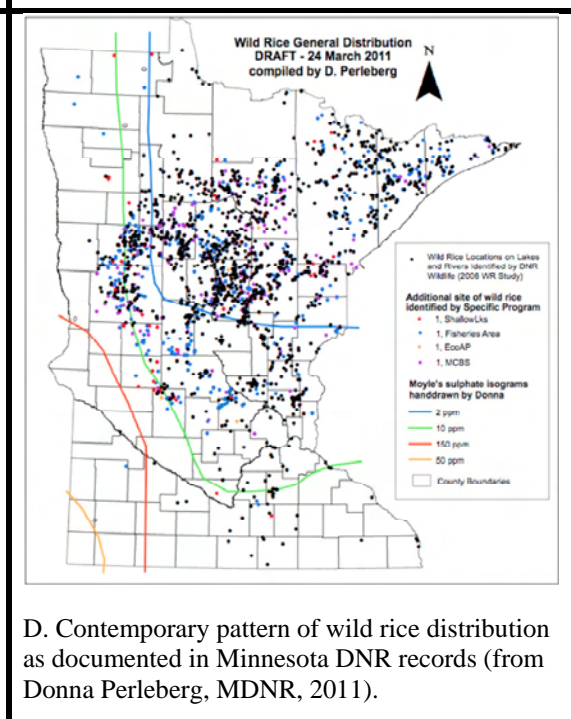 Wild Rice General Distribution
DRAFT - 24 March 2011
compiled by D. Perleberg
N
Wild Rice Locations on Lakes
and Rivers Identified by DNR
Wildlife (2008 WR Study)
Additional site of wild rice
identified by Specific Program
1, ShallowLks
1, Fisheries Area
1, EcoAP
1, MCBS
Moyle's sulphate isograms
handdrawn by Donna
2 ppm
10 ppm
150 ppm
50 ppm
County Boundaries
D. Contemporary pattern of wild rice distribution
as documented in Minnesota DNR records (from
Donna Perleberg, MDNR, 2011).